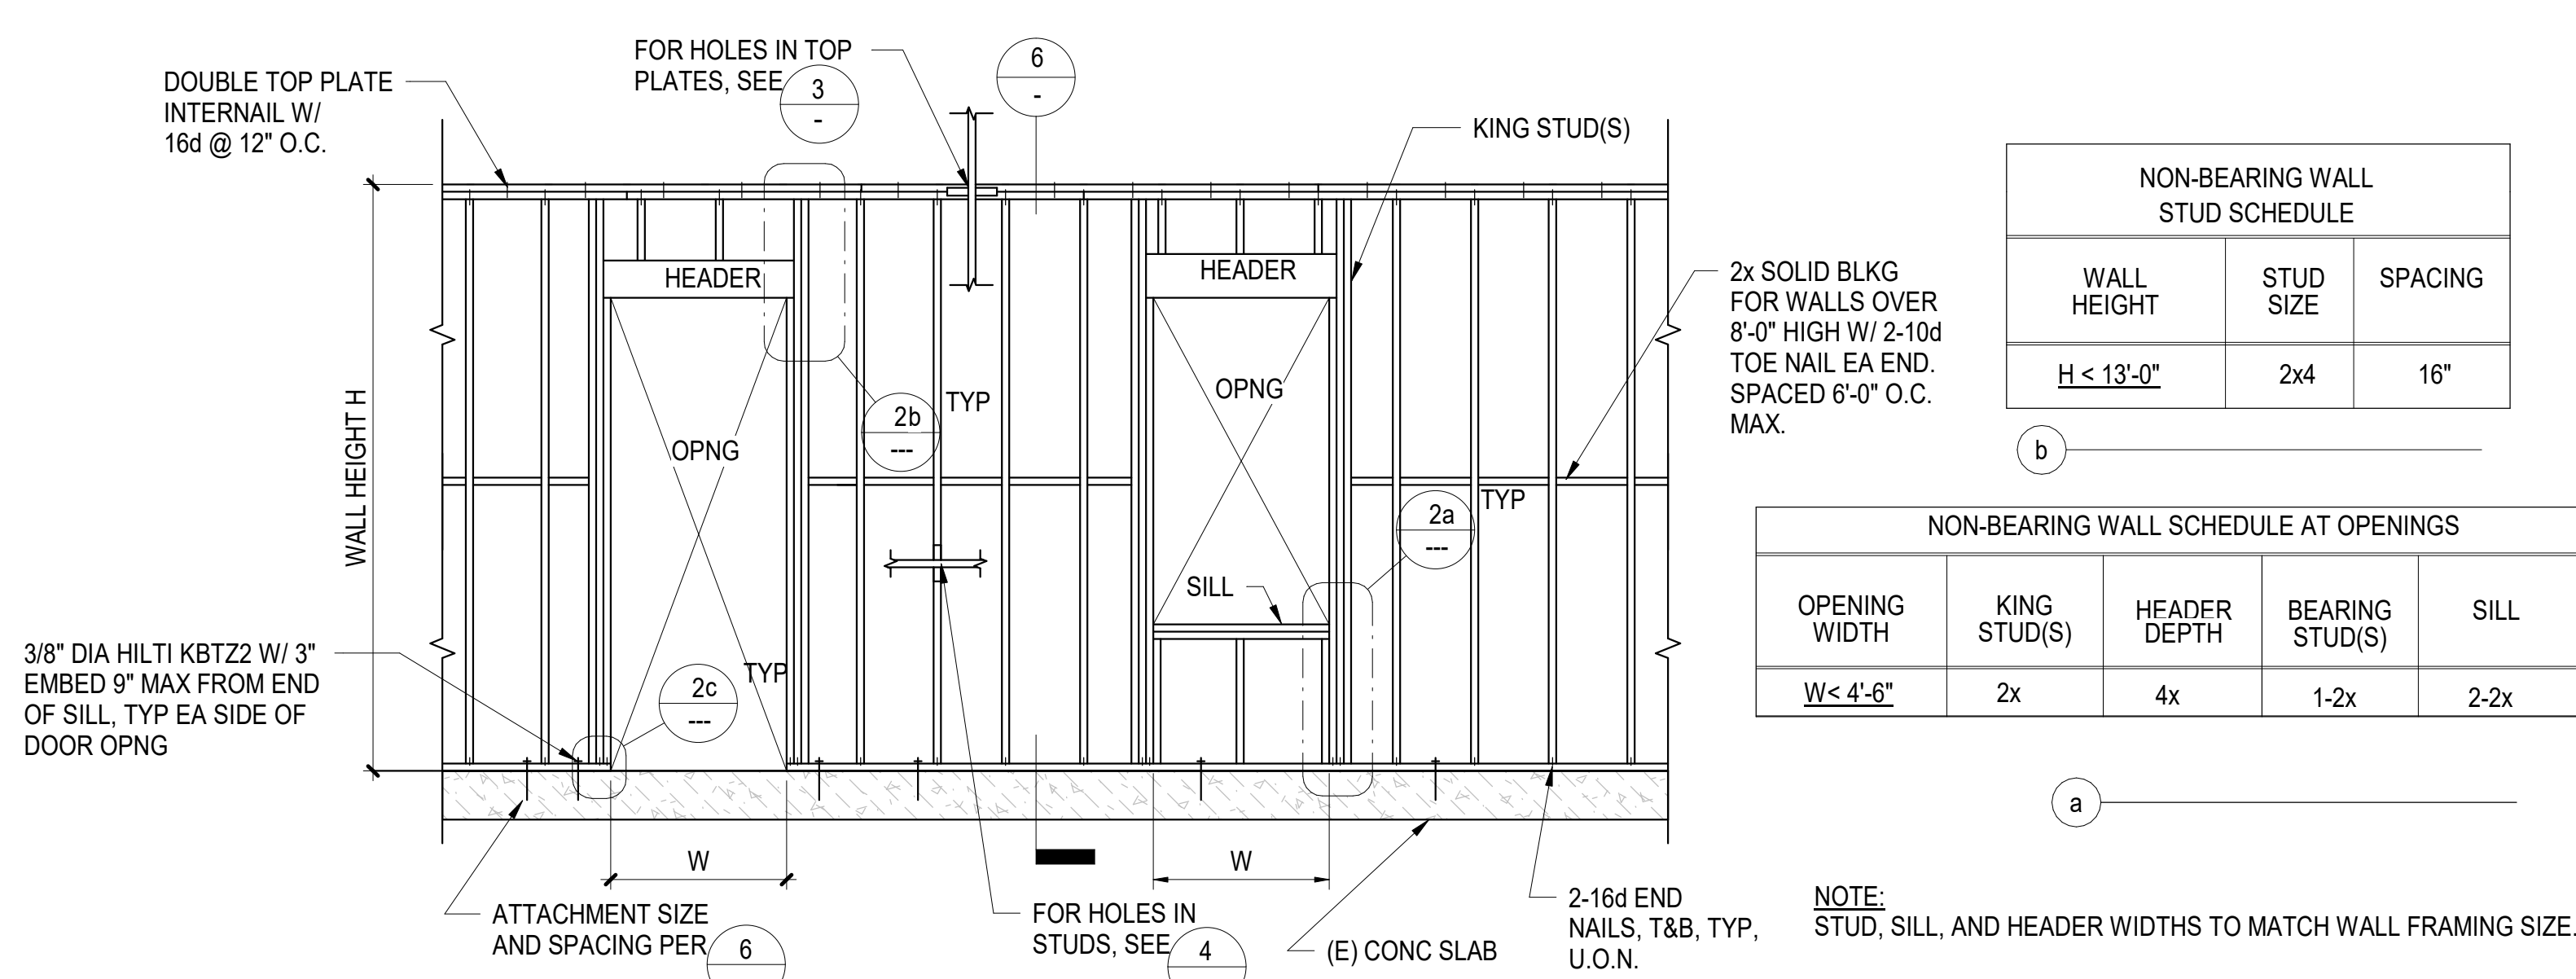 FOR HOLES IN TOP
PLATES, SEE
3
-
6
-
DOUBLE TOP PLATE
INTERNAIL W/
16d @ 12" O.C.
KING STUD(S)
HEADER
HEADER
2x SOLID BLKG
FOR WALLS OVER
8'-0" HIGH W/ 2-10d
TOE NAIL EA END.
SPACED 6'-0" O.C.
MAX.
WALL HEIGHT H
OPNG
OPNG
2b
---
TYP
2a
---
TYP
SILL
3/8" DIA HILTI KBTZ2 W/ 3"
EMBED 9" MAX FROM END
OF SILL, TYP EA SIDE OF
DOOR OPNG
2c
---
TYP
W
W
ATTACHMENT SIZE
AND SPACING PER
6
FOR HOLES IN
STUDS, SEE
4
(E) CONC SLAB
2-16d END
NAILS, T&B, TYP,
U.O.N.
NON-BEARING WALL
STUD SCHEDULE
WALL HEIGHT STUD SIZE SPACING
H < 13'-0" 2x4 16"
b
NON-BEARING WALL SCHEDULE AT OPENINGS
OPENING WIDTH KING STUD(S) HEADER DEPTH BEARING STUD(S) SILL
W< 4'-6" 2x 4x 1-2x 2-2x
a
NOTE:
STUD, SILL, AND HEADER WIDTHS TO MATCH WALL FRAMING SIZE.